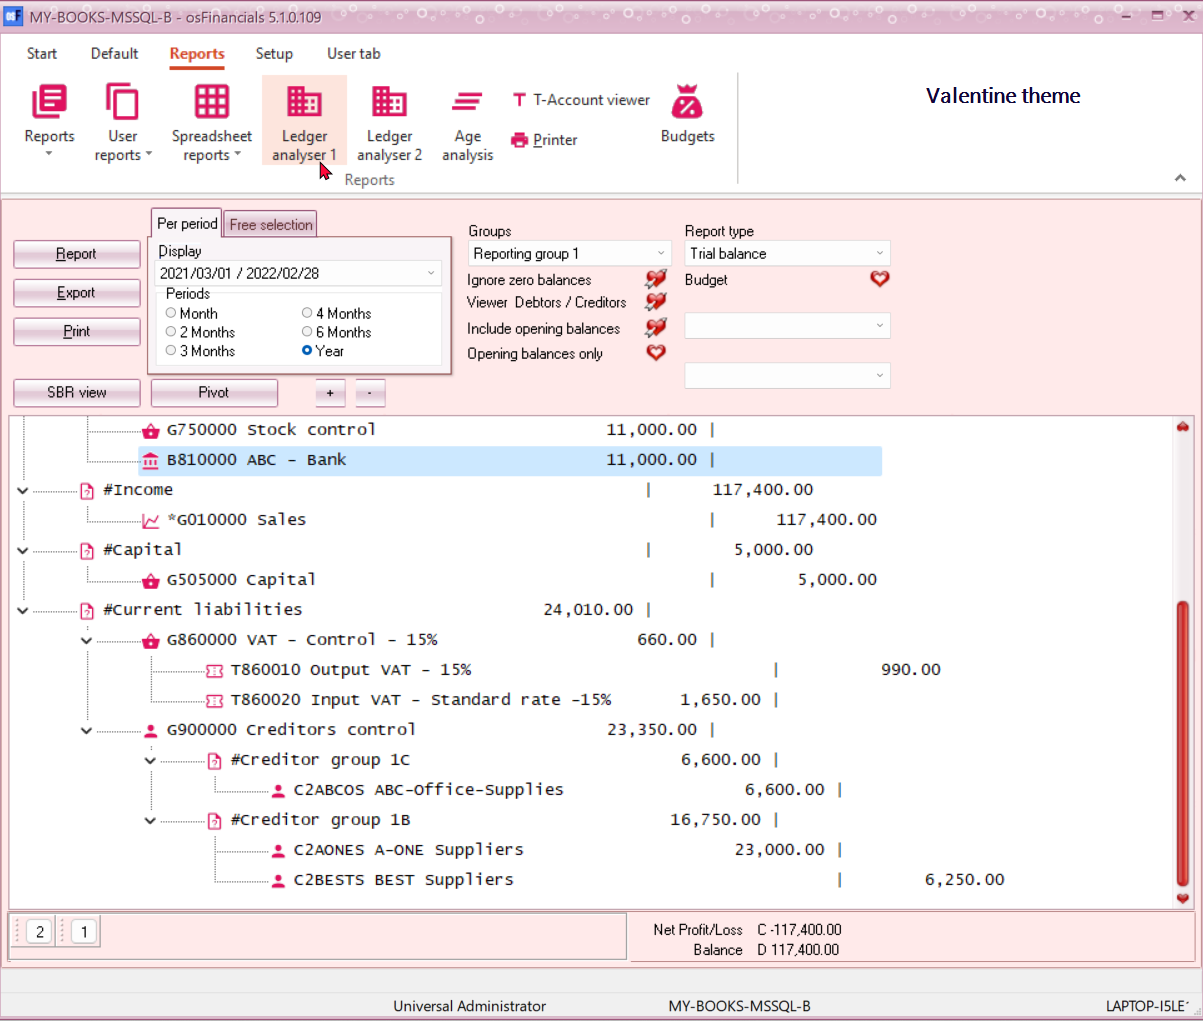 MY-BOOKS-MSSQL-B - osFinancials 5.1.0.109
Start Default Reports Setup User tab
Reports
User reports
Spreadsheet reports
Ledger analyser 1
Ledger analyser 2
Age analysis
T-Account viewer
Printer
Budgets
Reports
Valentine theme
Report
Export
Print
Per period Free selection
Display
2021/03/01 / 2022/02/28
Periods
Month 4 Months
2 Months 6 Months
3 Months Year
Groups
Reporting group 1
Ignore zero balances
Viewer Debtors / Creditors
Include opening balances
Opening balances only
Report type
Trial balance
Budget
SBR view Pivot + -
G750000 Stock control 11,000.00 |
B810000 ABC - Bank 11,000.00 |
#Income | 117,400.00
*G010000 Sales | 117,400.00
#Capital | 5,000.00
G505000 Capital | 5,000.00
#Current liabilities 24,010.00 |
G860000 VAT - Control - 15% 660.00 |
T860010 Output VAT - 15% | 990.00
T860020 Input VAT - Standard rate -15% 1,650.00 |
G900000 Creditors control 23,350.00 |
#Creditor group 1C 6,600.00 |
C2ABCOS ABC-Office-Supplies 6,600.00 |
#Creditor group 1B 16,750.00 |
C2AONES A-ONE Suppliers 23,000.00 |
C2BESTS BEST Suppliers | 6,250.00
2 1
Net Profit/Loss C -117,400.00
Balance D 117,400.00
Universal Administrator MY-BOOKS-MSSQL-B LAPTOP-I5LE